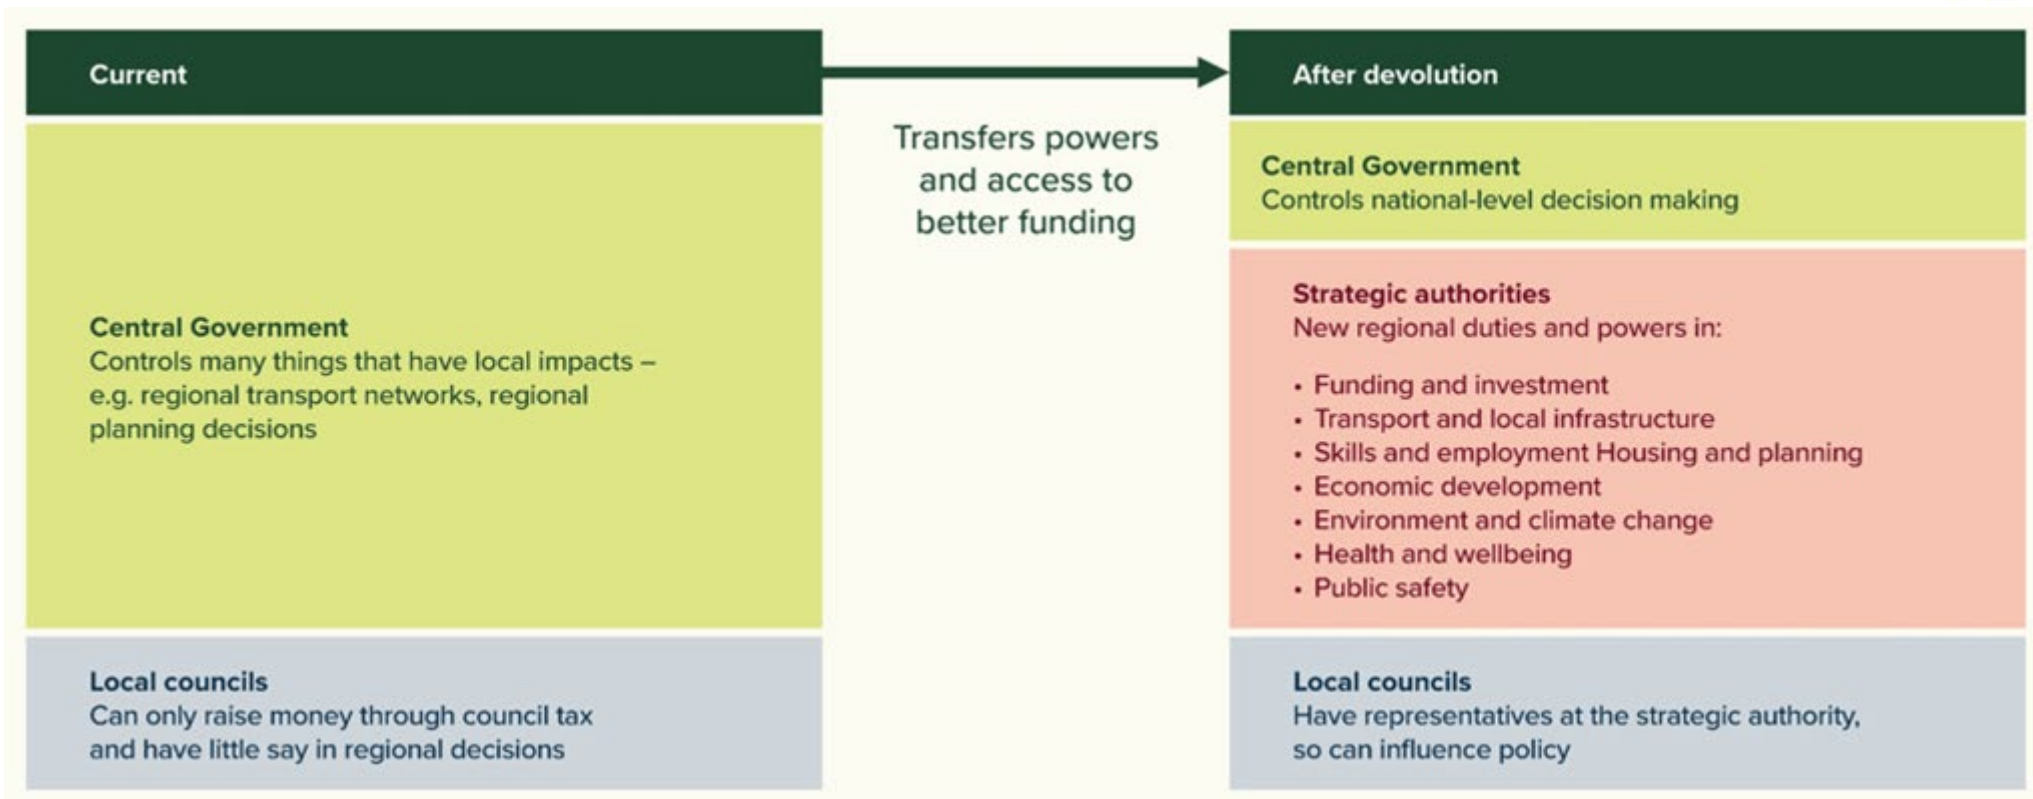 Current
Central Government
Controls many things that have local impacts –
e.g. regional transport networks, regional
planning decisions
Local councils
Can only raise money through council tax
and have little say in regional decisions
Transfers powers
and access to
better funding
After devolution
Central Government
Controls national-level decision making
Strategic authorities
New regional duties and powers in:
• Funding and investment
• Transport and local infrastructure
• Skills and employment Housing and planning
• Economic development
• Environment and climate change
• Health and wellbeing
• Public safety
Local councils
Have representatives at the strategic authority,
so can influence policy